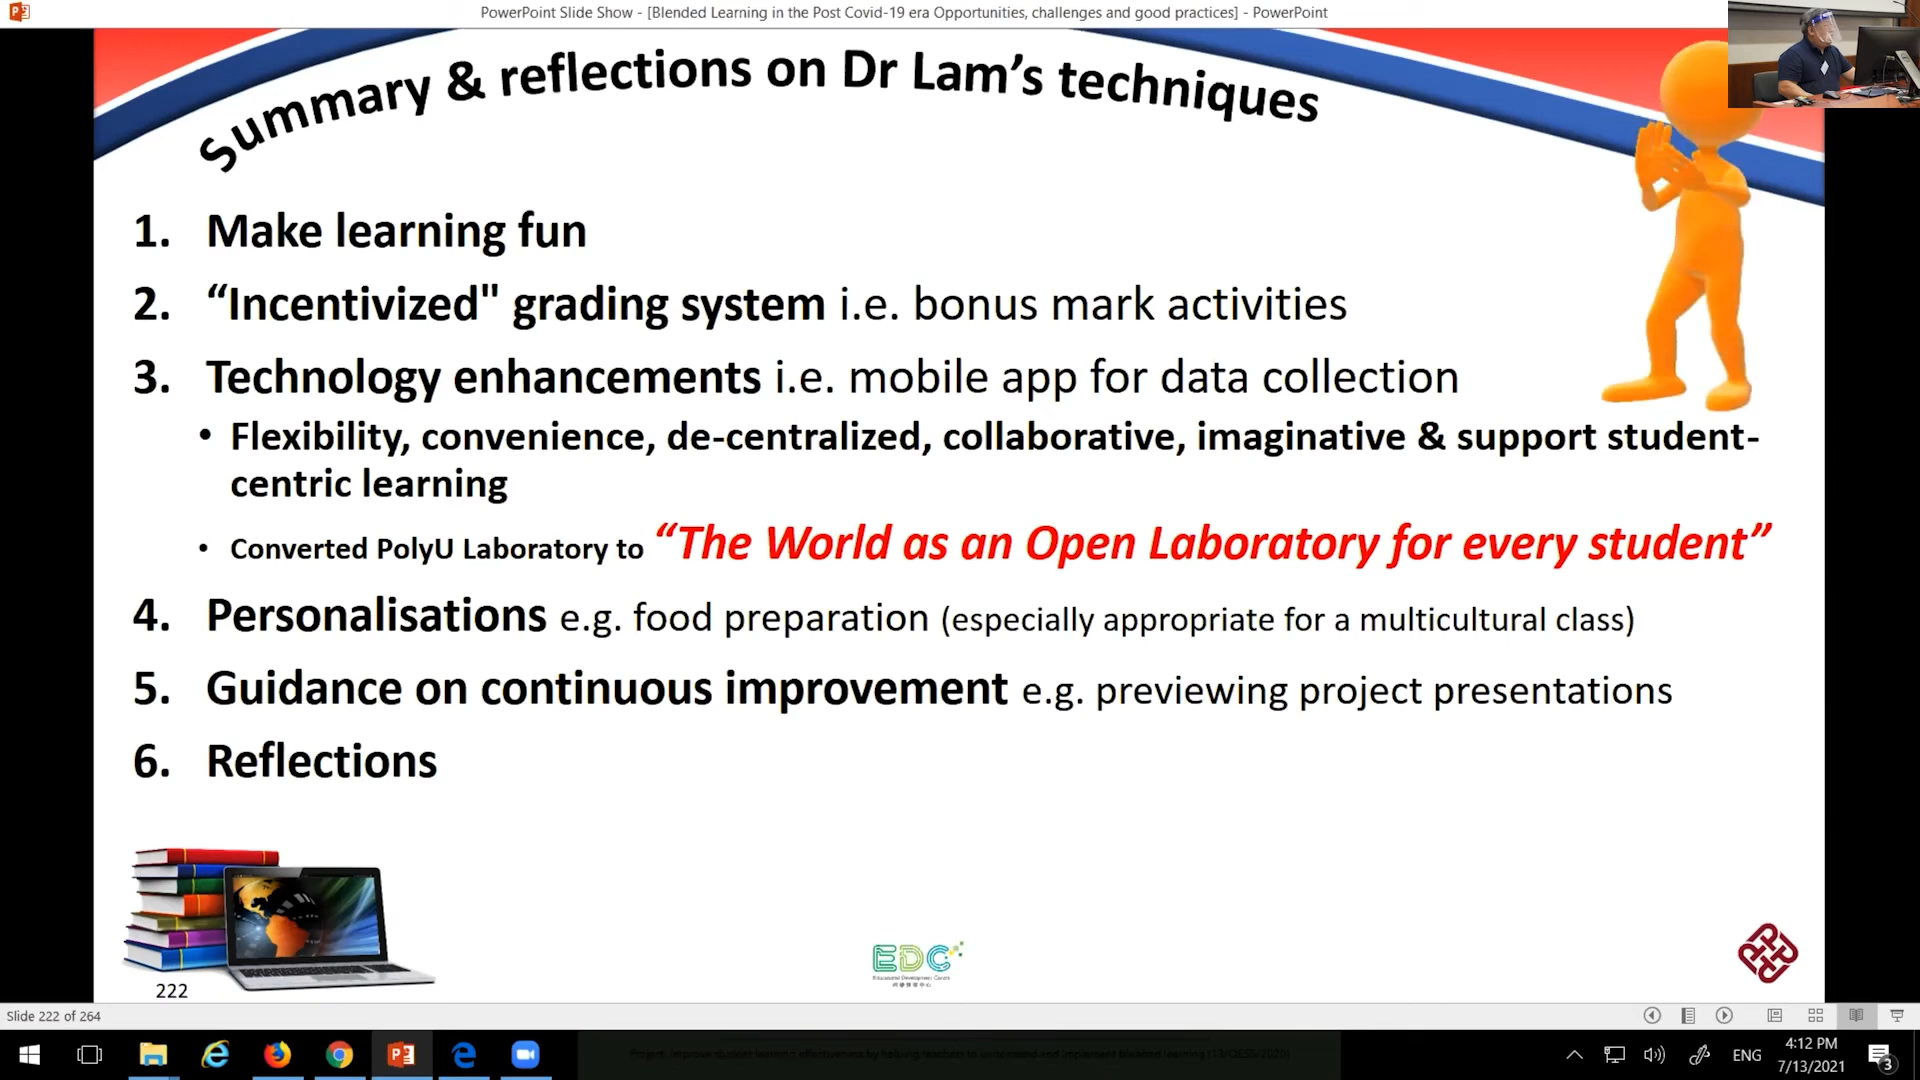 PowerPoint Slide Show - [Blended Learning in the Post Covid-19 era Opportunities, challenges and good practices] - PowerPoint
Summary & reflections on Dr Lam’s techniques
1. Make learning fun
2. “Incentivized" grading system i.e. bonus mark activities
3. Technology enhancements i.e. mobile app for data collection
• Flexibility, convenience, de-centralized, collaborative, imaginative & support student-
centric learning
• Converted PolyU Laboratory to “The World as an Open Laboratory for every student”
4. Personalisations e.g. food preparation (especially appropriate for a multicultural class)
5. Guidance on continuous improvement e.g. previewing project presentations
6. Reflections
EDC
Educational Development Centre
222
Slide 222 of 264
ENG
4:12 PM
7/13/2021
3